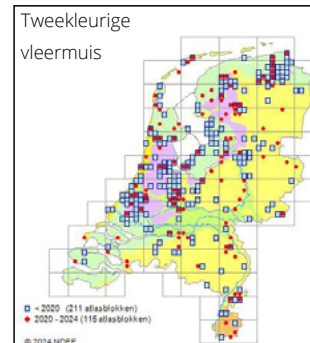 Tweekleurige
vleermuis
< 2020 (211 atlasblokken)
2020 - 2024 (115 atlasblokken)
© 2024 NDFF